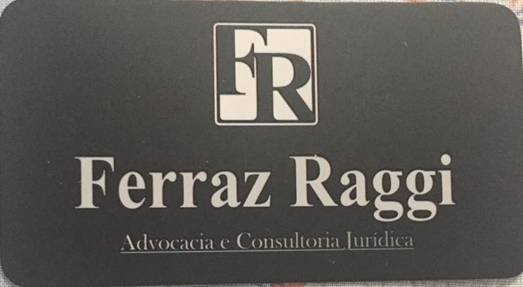 FR
Ferraz Raggi
Advocacia e Consultoria Jurídica